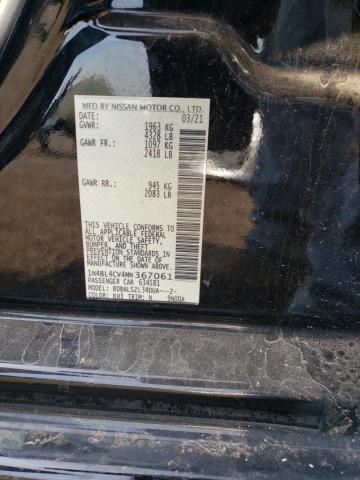 MFD BY NISSAN MOTOR CO., LTD.
DATE: 03/21
GVWR: 1963 KG
4328 LB
GAWR FR: 1097 KG
2418 LB
GAWR RR: 945 KG
2083 LB
THIS VEHICLE CONFORMS TO ALL
APPLICABLE FEDERAL MOTOR
VEHICLE SAFETY,
BUMPER, AND THEFT
PREVENTION STANDARDS IN
EFFECT ON THE DATE OF
MANUFACTURE SHOWN ABOVE.
1N4BL4CV4MN367061
PASSENGER CAR 634581
MODEL: BDBALSZL34DUA---Z-
COLOR: KH3 TRIM: N 9NDDA